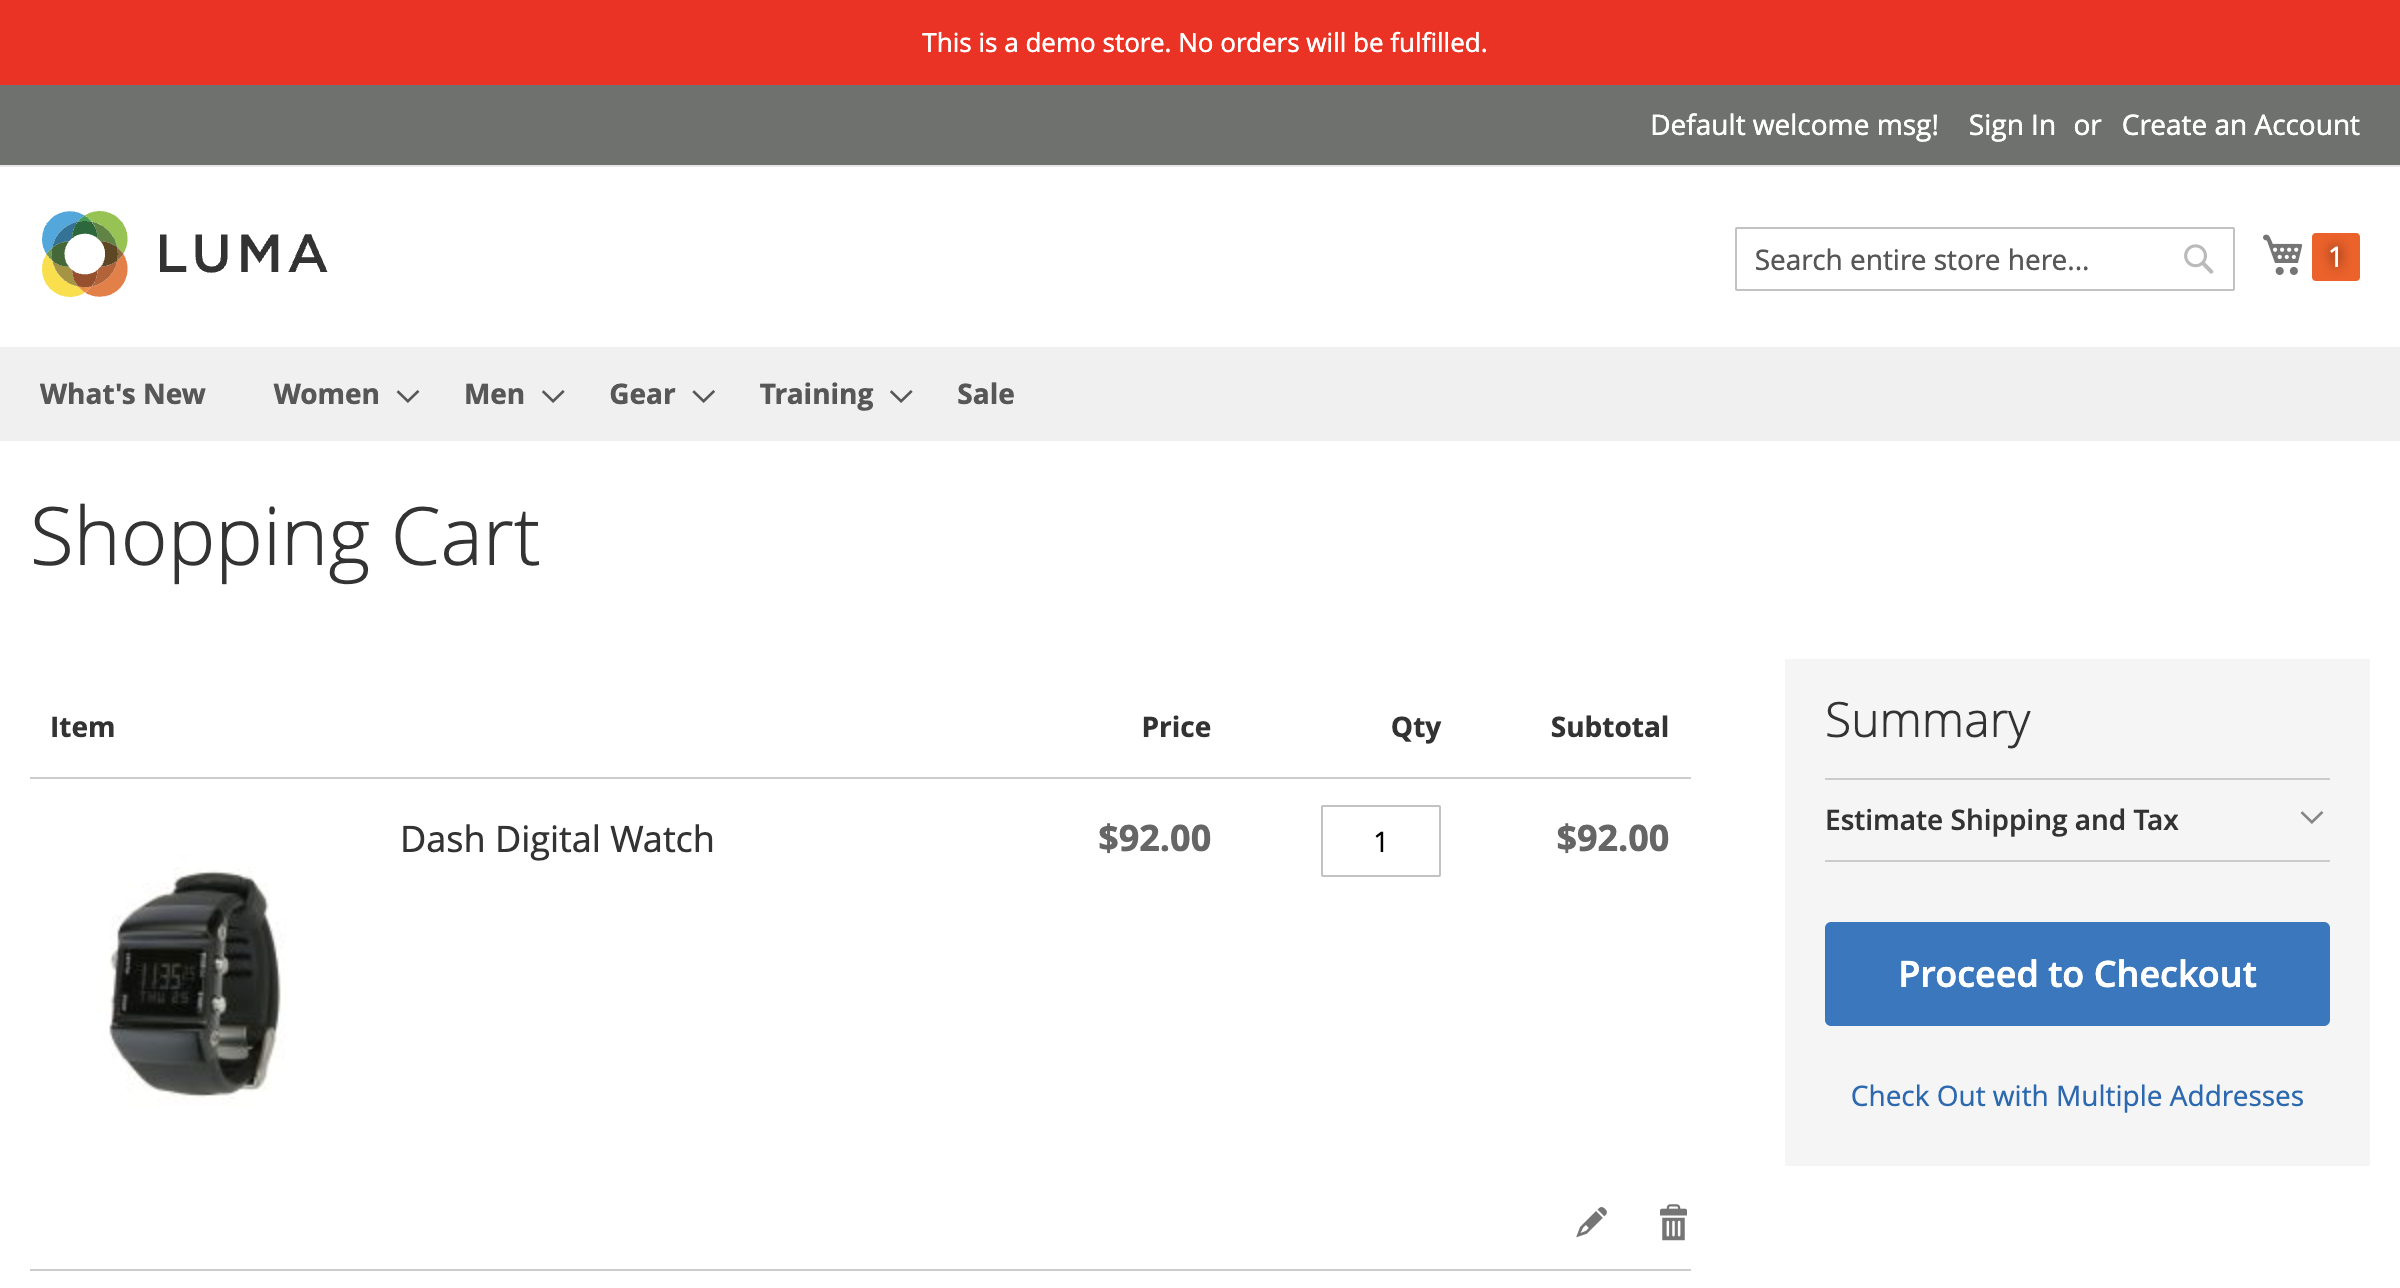 This is a demo store. No orders will be fulfilled.
Default welcome msg! Sign In or Create an Account
LUMA
Search entire store here...
1
What's New Women Men Gear Training Sale
Shopping Cart
Item Price Qty Subtotal
Dash Digital Watch $92.00 1 $92.00
Summary
Estimate Shipping and Tax
Proceed to Checkout
Check Out with Multiple Addresses